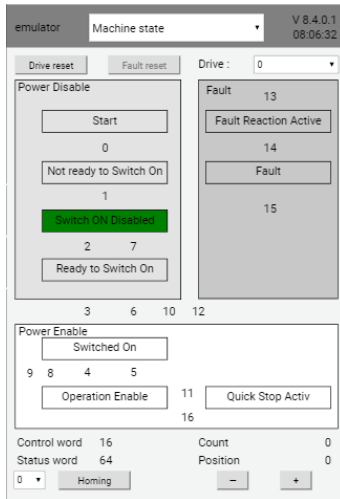 emulator Machine state V 8.4.0.1
08:06:32
Drive reset Fault reset Drive : 0
Power Disable Fault 13
Start Fault Reaction Active
0 14
Not ready to Switch On Fault
1
Switch ON Disabled 15
2 7
Ready to Switch On
3 6 10 12
Power Enable
Switched On
9 8 4 5
Operation Enable 11 Quick Stop Activ
16
Control word 16 Count 0
Status word 64 Position 0
0 Homing - +